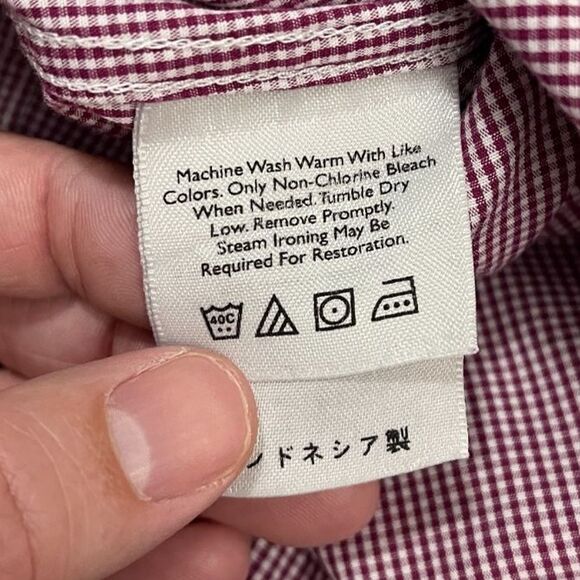 Machine Wash Warm With Like
Colors. Only Non-Chlorine Bleach
When Needed. Tumble Dry
Low. Remove Promptly.
Steam Ironing May Be
Required For Restoration.
40C
ンドネシア製